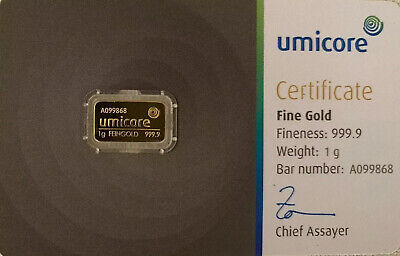 A099868
umicore
1g FEINGOLD 999.9
umicore
Certificate
Fine Gold
Fineness: 999.9
Weight: 1 g
Bar number: A099868
Chief Assayer